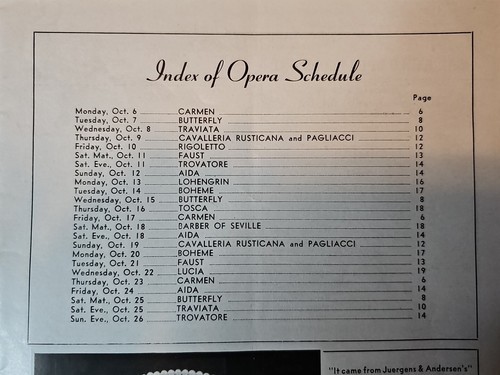 Index of Opera Schedule
Page
Monday, Oct. 6 CARMEN 6
Tuesday, Oct. 7 BUTTERFLY 8
Wednesday, Oct. 8 TRAVIATA 10
Thursday, Oct. 9 CAVALLERIA RUSTICANA and PAGLIACCI 12
Friday, Oct. 10 RIGOLETTO 12
Sat. Mat., Oct. 11 FAUST 13
Sat. Eve., Oct. 11 TROVATORE 14
Sunday, Oct. 12 AIDA 14
Monday, Oct. 13 LOHENGRIN 16
Tuesday, Oct. 14 BOHEME 17
Wednesday, Oct. 15 BUTTERFLY 8
Thursday, Oct. 16 TOSCA 18
Friday, Oct. 17 CARMEN 6
Sat. Mat., Oct. 18 BARBER OF SEVILLE 18
Sat. Eve., Oct. 18 AIDA 14
Sunday, Oct. 19 CAVALLERIA RUSTICANA and PAGLIACCI 12
Monday, Oct. 20 BOHEME 17
Tuesday, Oct. 21 FAUST 13
Wednesday, Oct. 22 LUCIA 19
Thursday, Oct. 23 CARMEN 6
Friday, Oct. 24 AIDA 14
Sat. Mat., Oct. 25 BUTTERFLY 8
Sat. Eve., Oct. 25 TRAVIATA 10
Sun. Eve., Oct. 26 TROVATORE 14
"It came from Juergens & Andersen's"